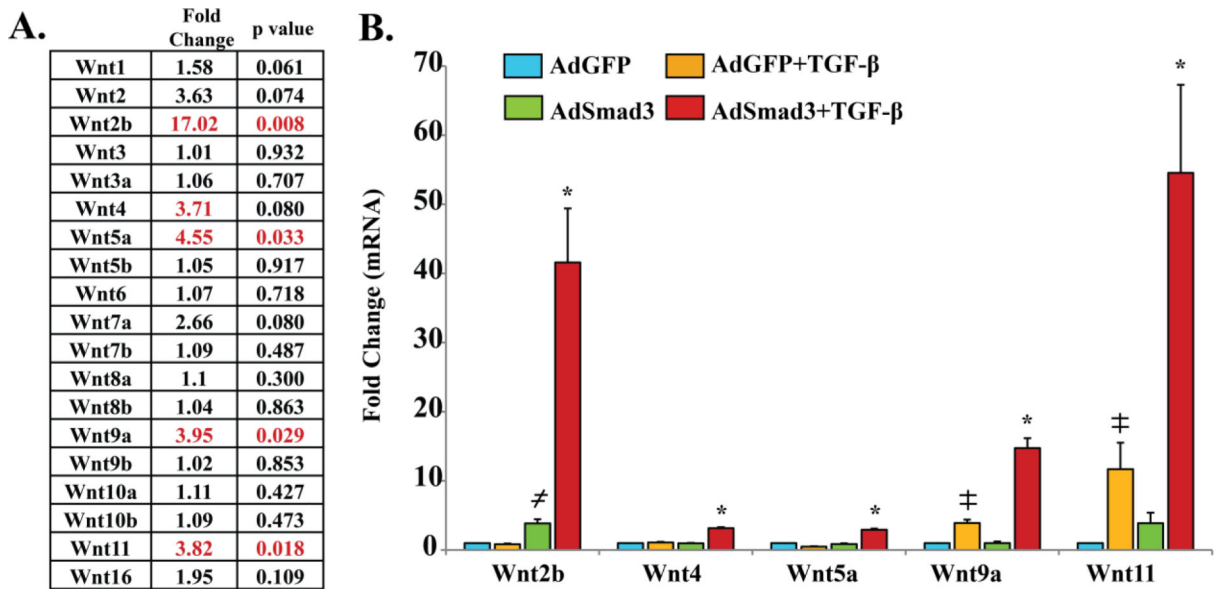 A.
Fold Change p value
Wnt1 1.58 0.061
Wnt2 3.63 0.074
Wnt2b 17.02 0.008
Wnt3 1.01 0.932
Wnt3a 1.06 0.707
Wnt4 3.71 0.080
Wnt5a 4.55 0.033
Wnt5b 1.05 0.917
Wnt6 1.07 0.718
Wnt7a 2.66 0.080
Wnt7b 1.09 0.487
Wnt8a 1.1 0.300
Wnt8b 1.04 0.863
Wnt9a 3.95 0.029
Wnt9b 1.02 0.853
Wnt10a 1.11 0.427
Wnt10b 1.09 0.473
Wnt11 3.82 0.018
Wnt16 1.95 0.109
B.
AdGFP AdGFP+TGF-β
AdSmad3 AdSmad3+TGF-β
Fold Change (mRNA)
70
60
50
40
30
20
10
0
≠ * * * ‡ * ‡ *
Wnt2b Wnt4 Wnt5a Wnt9a Wnt11